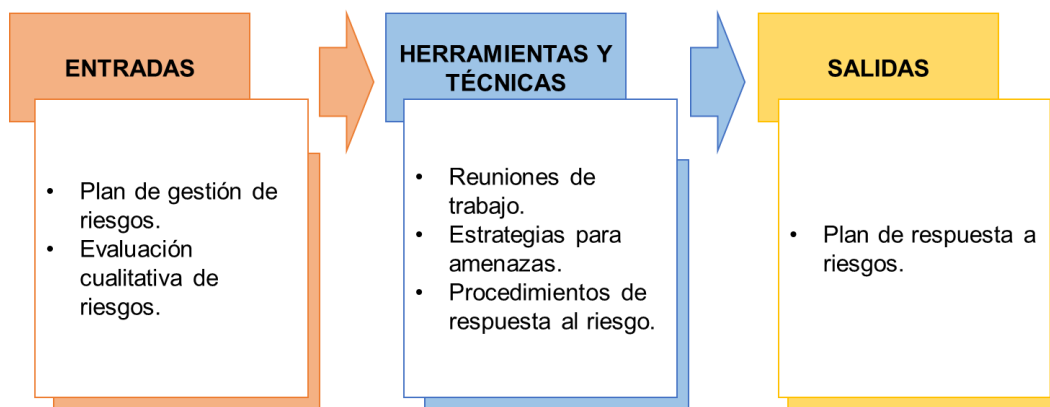 ENTRADAS
• Plan de gestión de
riesgos.
• Evaluación
cualitativa de
riesgos.
HERRAMIENTAS Y
TÉCNICAS
• Reuniones de
trabajo.
• Estrategias para
amenazas.
• Procedimientos de
respuesta al riesgo.
SALIDAS
• Plan de respuesta a
riesgos.